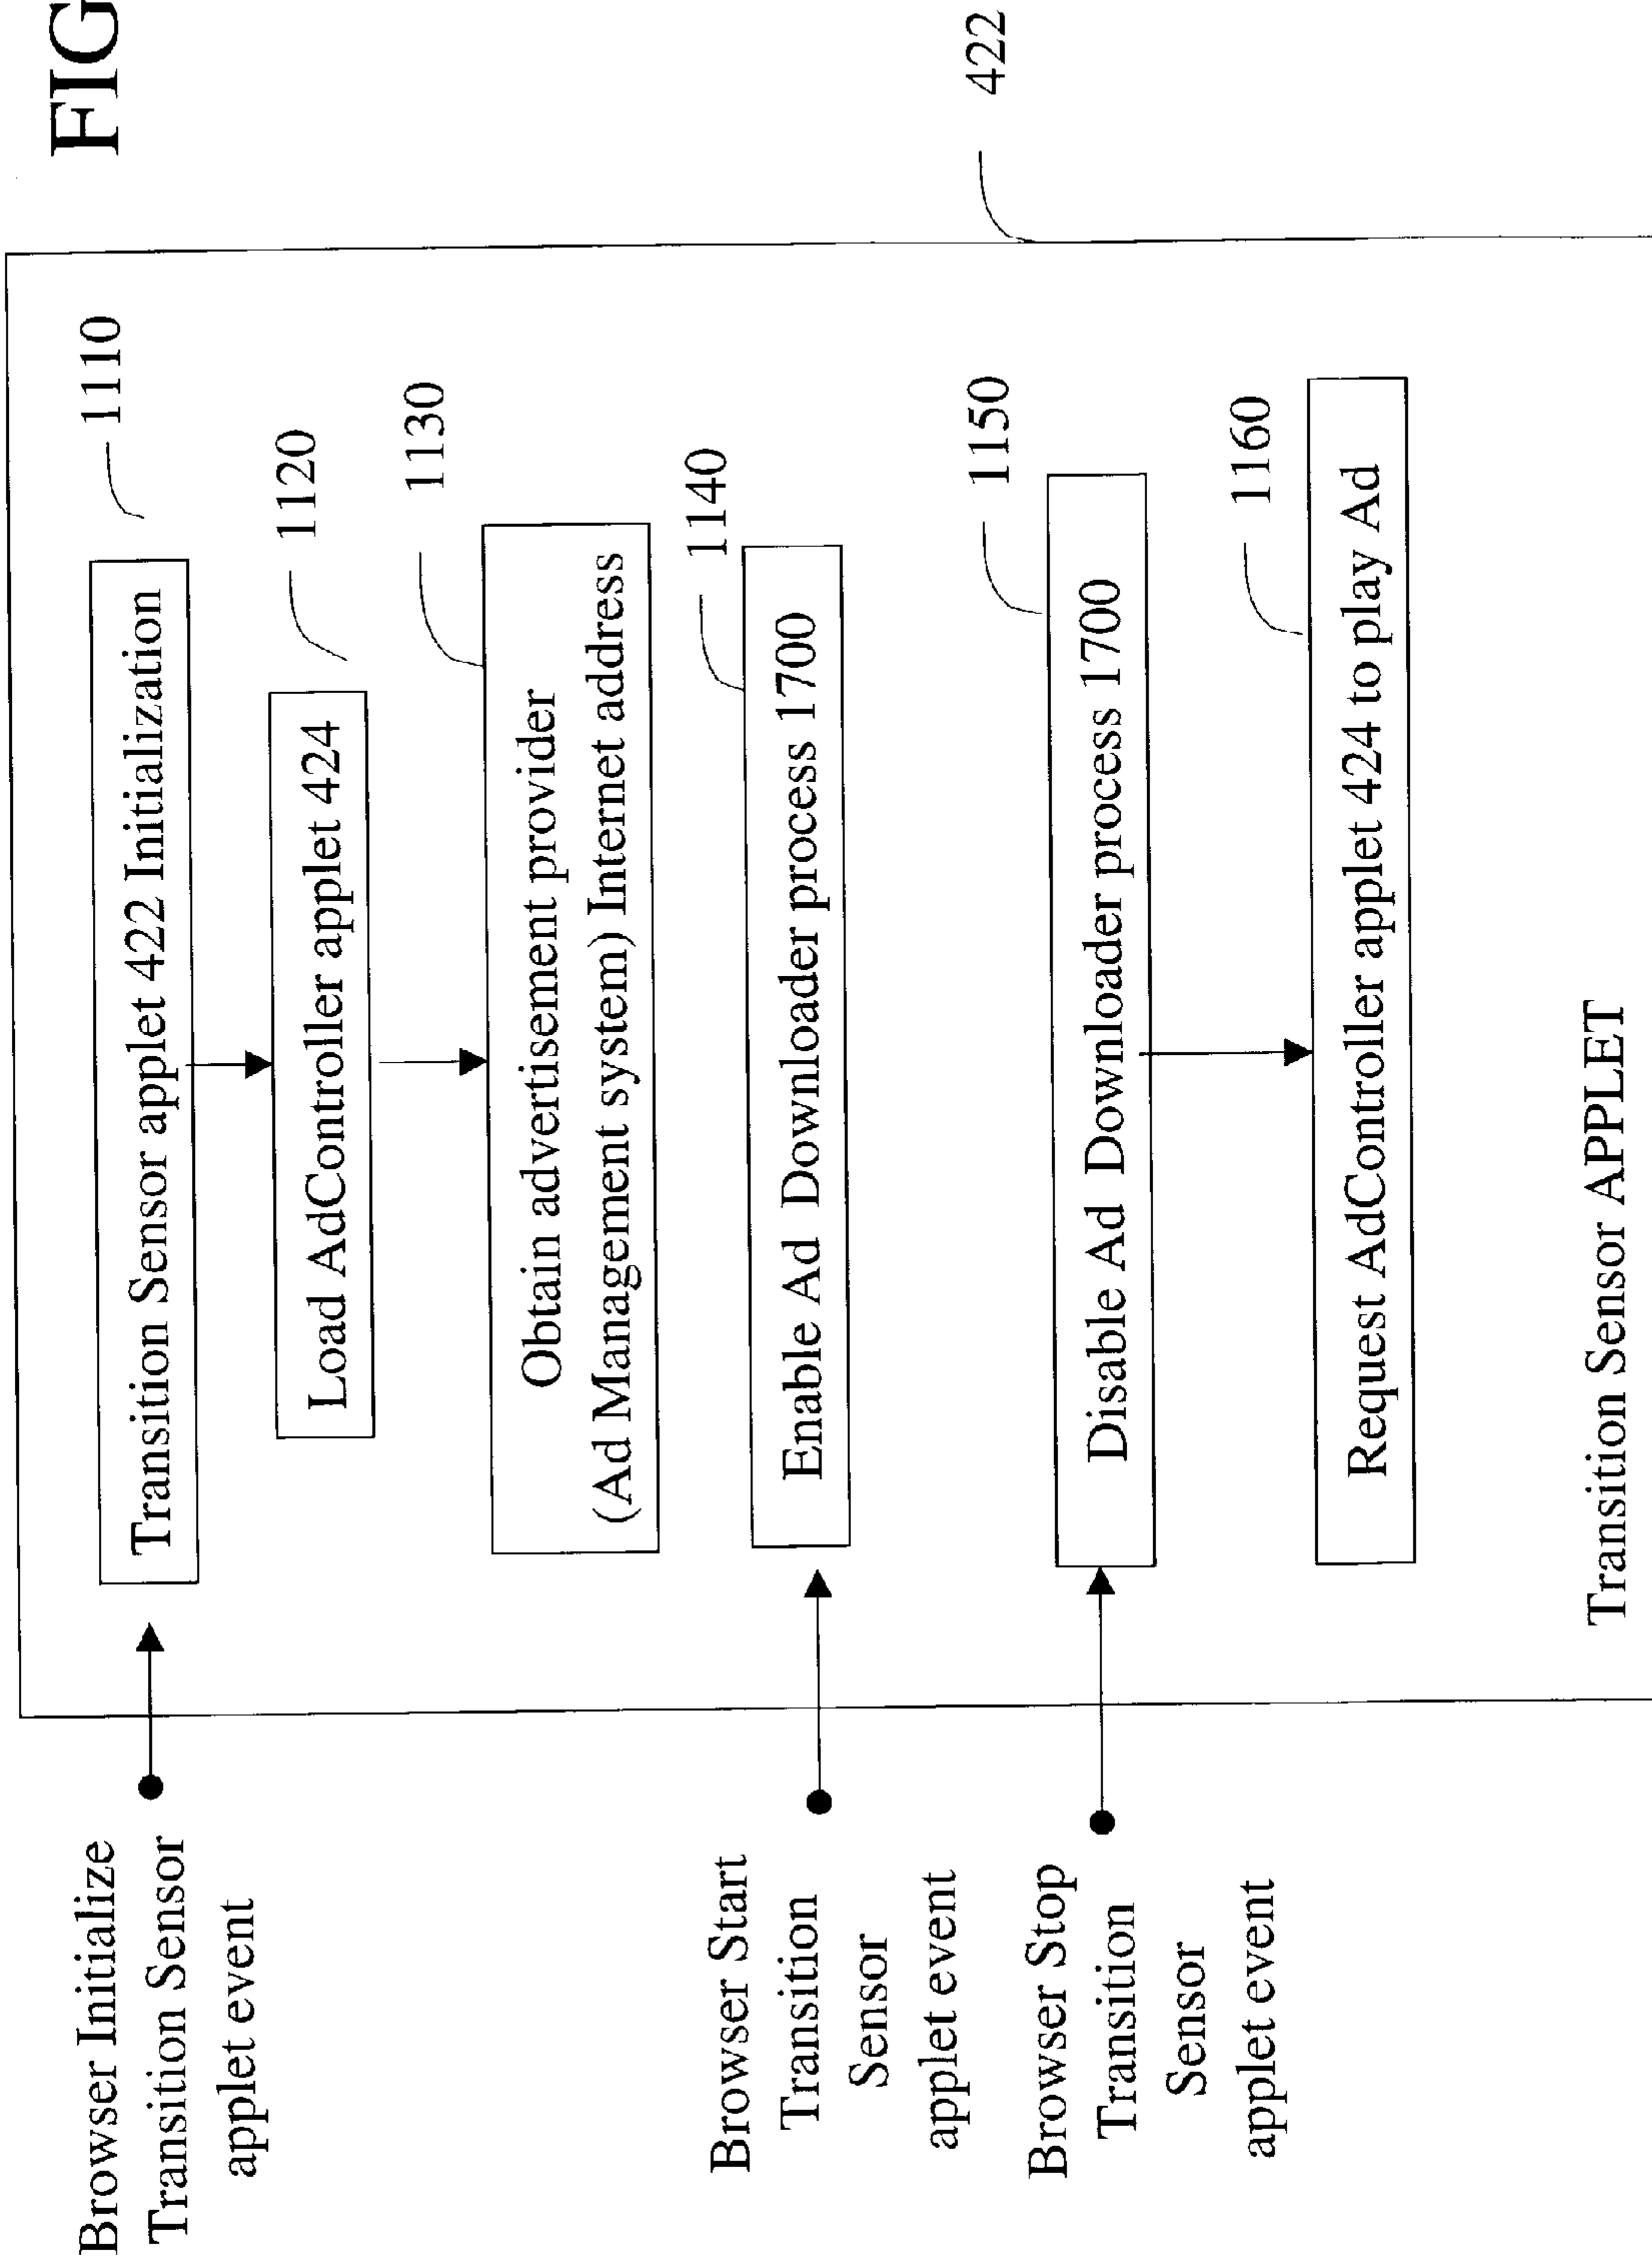 FIG
422
Browser Initialize
Transition Sensor
applet event
Transition Sensor applet 422 Initialization
1110
Load AdController applet 424
1120
Obtain advertisement provider
(Ad Management system) Internet address
1130
Browser Start
Transition
Sensor
applet event
Enable Ad Downloader process 1700
1140
Browser Stop
Transition
Sensor
applet event
Disable Ad Downloader process 1700
1150
Request AdController applet 424 to play Ad
1160
Transition Sensor APPLET